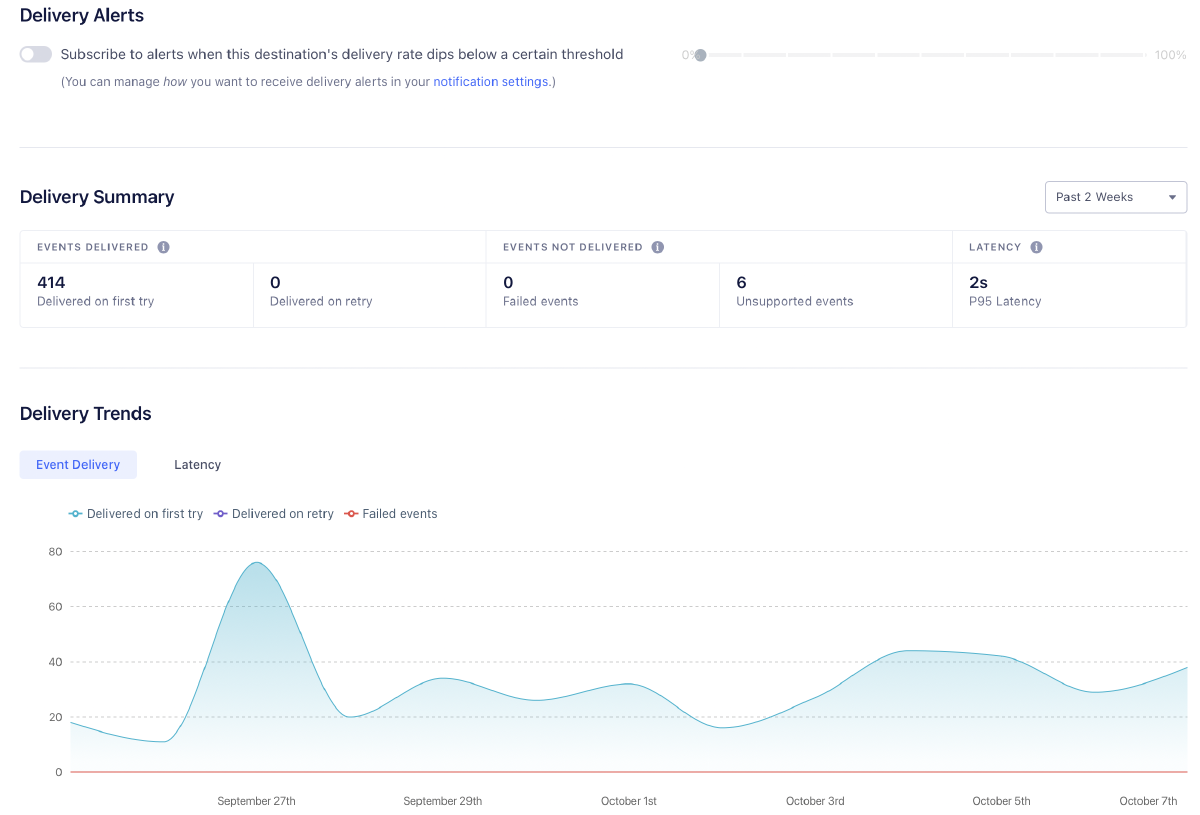 Delivery Alerts
Subscribe to alerts when this destination's delivery rate dips below a certain threshold
0%
100%
(You can manage how you want to receive delivery alerts in your notification settings.)
Delivery Summary
Past 2 Weeks
EVENTS DELIVERED
EVENTS NOT DELIVERED
LATENCY
414
0
0
6
2s
Delivered on first try
Delivered on retry
Failed events
Unsupported events
P95 Latency
Delivery Trends
Event Delivery
Latency
Delivered on first try
Delivered on retry
Failed events
80
60
40
20
0
September 27th
September 29th
October 1st
October 3rd
October 5th
October 7th